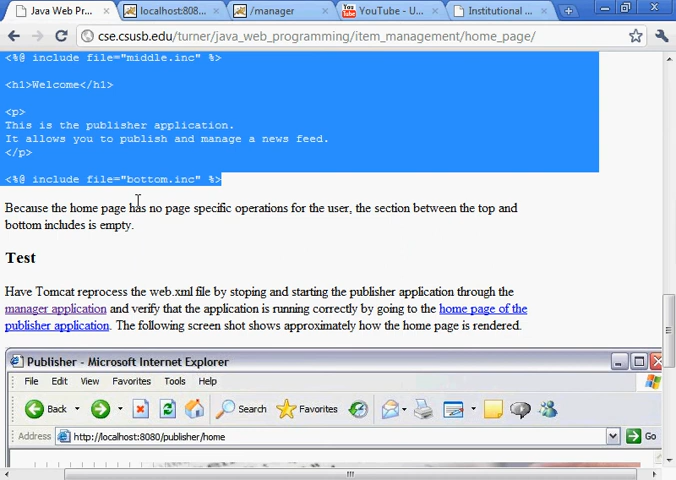 Java Web Pr...
localhost:808...
/manager
YouTube - U...
Institutional ...
cse.csusb.edu/turner/java_web_programming/item_management/home_page/
<%@ include file="middle.inc" %>
<h1>Welcome</h1>
<p>
This is the publisher application.
It allows you to publish and manage a news feed.
</p>
<%@ include file="bottom.inc" %>
Because the home page has no page specific operations for the user, the section between the top and
bottom includes is empty.
Test
Have Tomcat reprocess the web.xml file by stoping and starting the publisher application through the
manager application and verify that the application is running correctly by going to the home page of the
publisher application. The following screen shot shows approximately how the home page is rendered.
Publisher - Microsoft Internet Explorer
File Edit View Favorites Tools Help
Back Search Favorites
Address http://localhost:8080/publisher/home Go